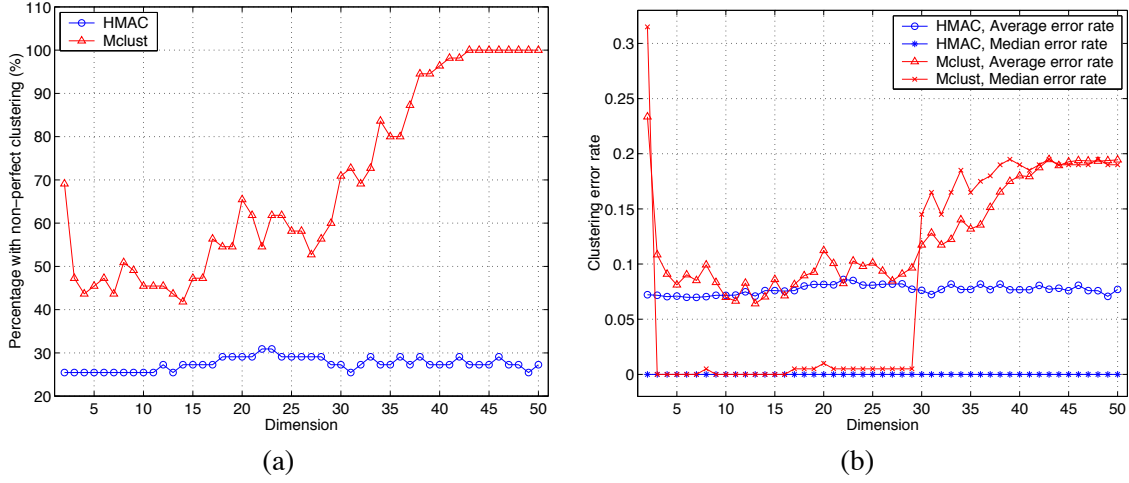 110
100
90
80
70
60
50
40
30
20
Percentage with non-perfect clustering (%)
HMAC
Mclust
5 10 15 20 25 30 35 40 45 50
Dimension
(a)
0.3
0.25
0.2
0.15
0.1
0.05
0
Clustering error rate
HMAC, Average error rate
HMAC, Median error rate
Mclust, Average error rate
Mclust, Median error rate
5 10 15 20 25 30 35 40 45 50
Dimension
(b)